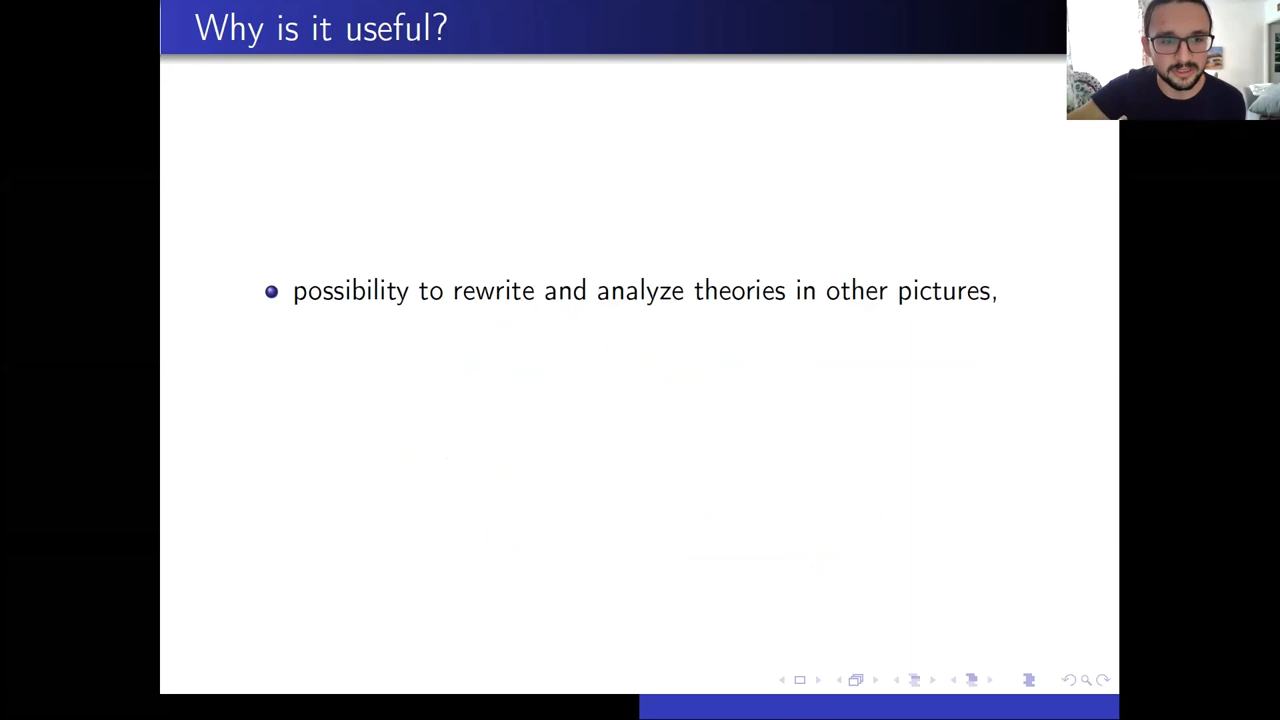 Why is it useful?
possibility to rewrite and analyze theories in other pictures,